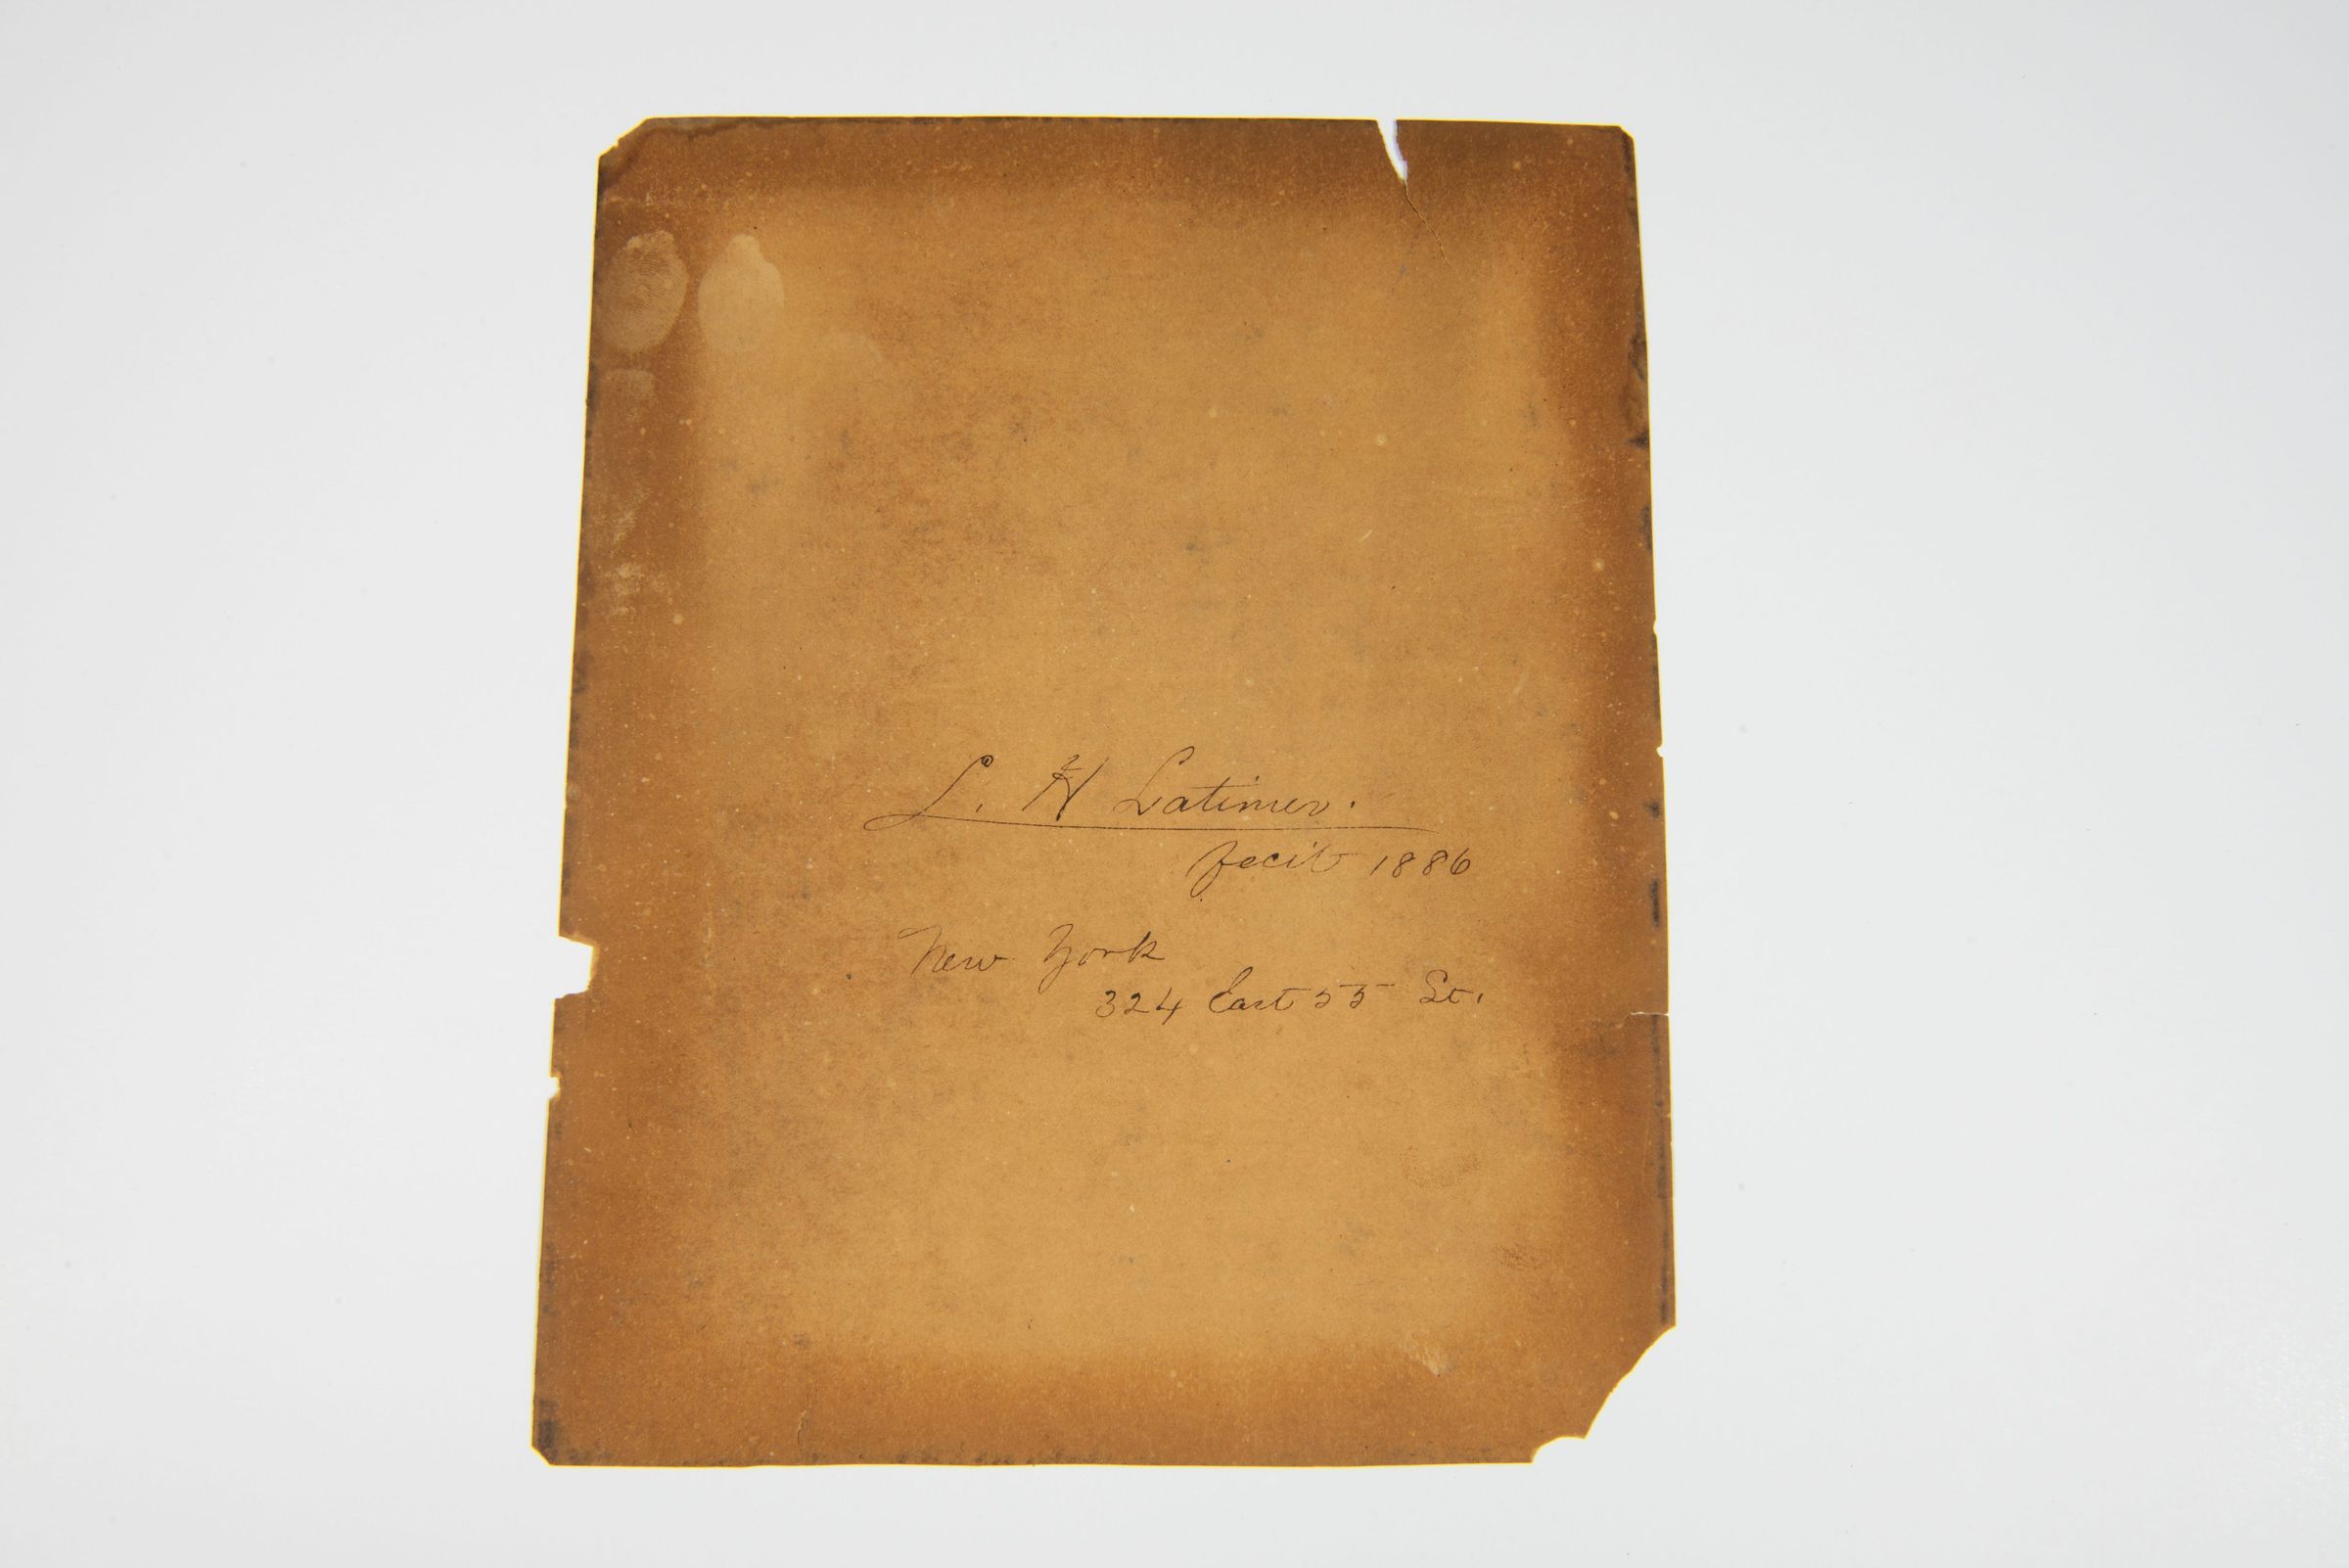 L. H Latimer.
fecit 1886
New York
324 East 55 St.